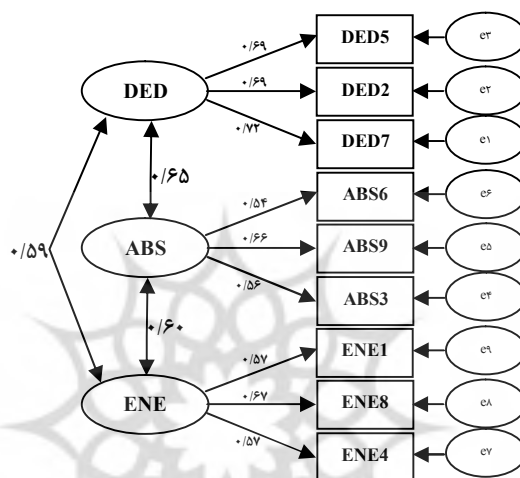 ۰/۶۹
DED5
e۳
DED
۰/۶۹
DED2
e۲
۰/۷۲
DED7
e۱
۰/۶۵
۰/۵۴
ABS6
e۶
۰/۵۹
ABS
۰/۶۶
ABS9
e۵
۰/۵۶
ABS3
e۴
۰/۶۰
۰/۵۷
ENE1
e۹
ENE
۰/۶۷
ENE8
e۸
۰/۵۷
ENE4
e۷